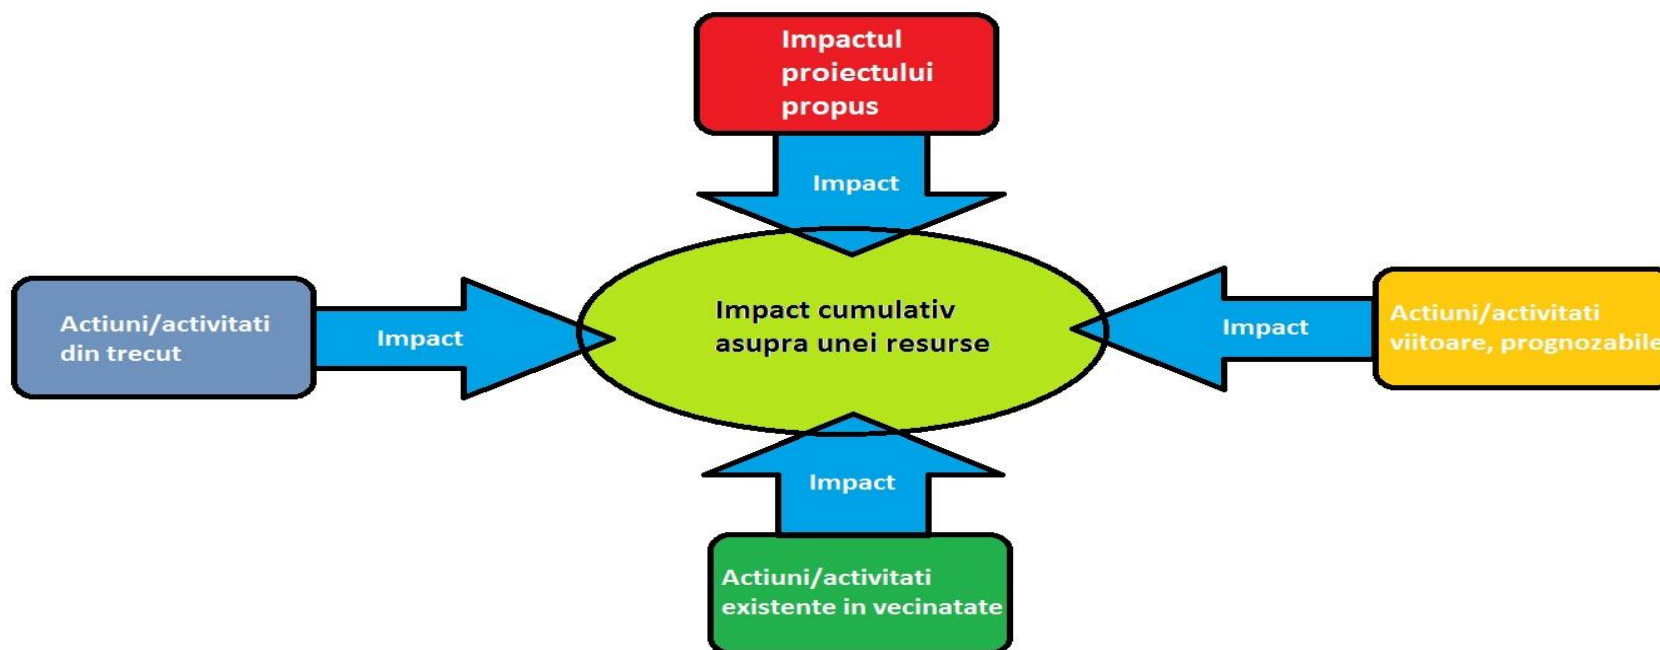 Impactul
proiectului
propus
Impact
Actiuni/activitati
din trecut
Impact
Impact cumulativ
asupra unei resurse
Impact
Actiuni/activitati
viitoare, prognozabile
Impact
Actiuni/activitati
existente in vecinatate